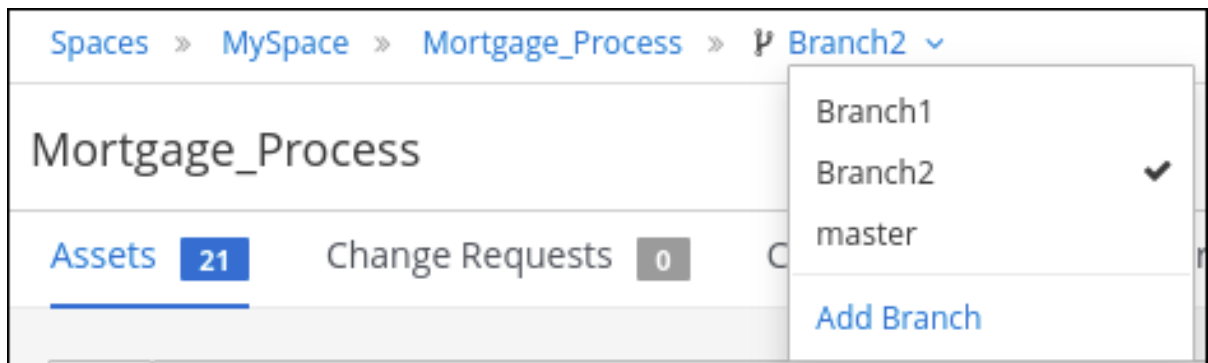 Spaces » MySpace » Mortgage_Process » Branch2
Branch1
Mortgage_Process
Branch2
master
Assets 21 Change Requests 0 C
Add Branch